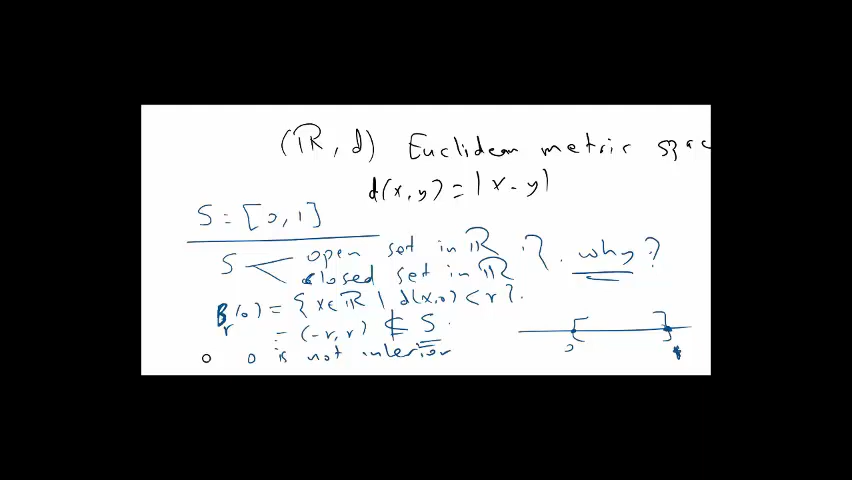 (ℝ, d) Euclidean metric spac
d(x,y) = |x - y|
S = [0, 1]
S open set in ℝ ?. why?
closed set in ℝ
B_r(0) = { x ∈ ℝ | d(x,0) < r }.
= (-r, r) ⊈ S.
0 is not interior
0